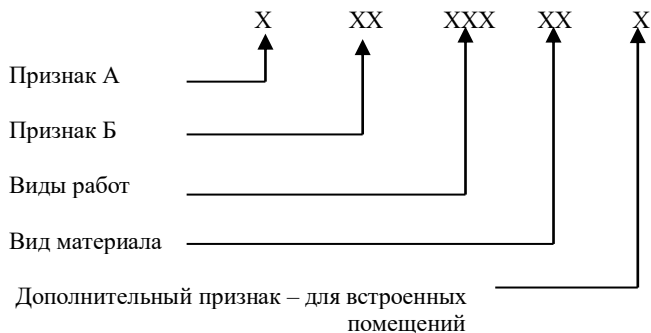 X XX XXX XX X
Признак А
Признак Б
Виды работ
Вид материала
Дополнительный признак – для встроенных
помещений